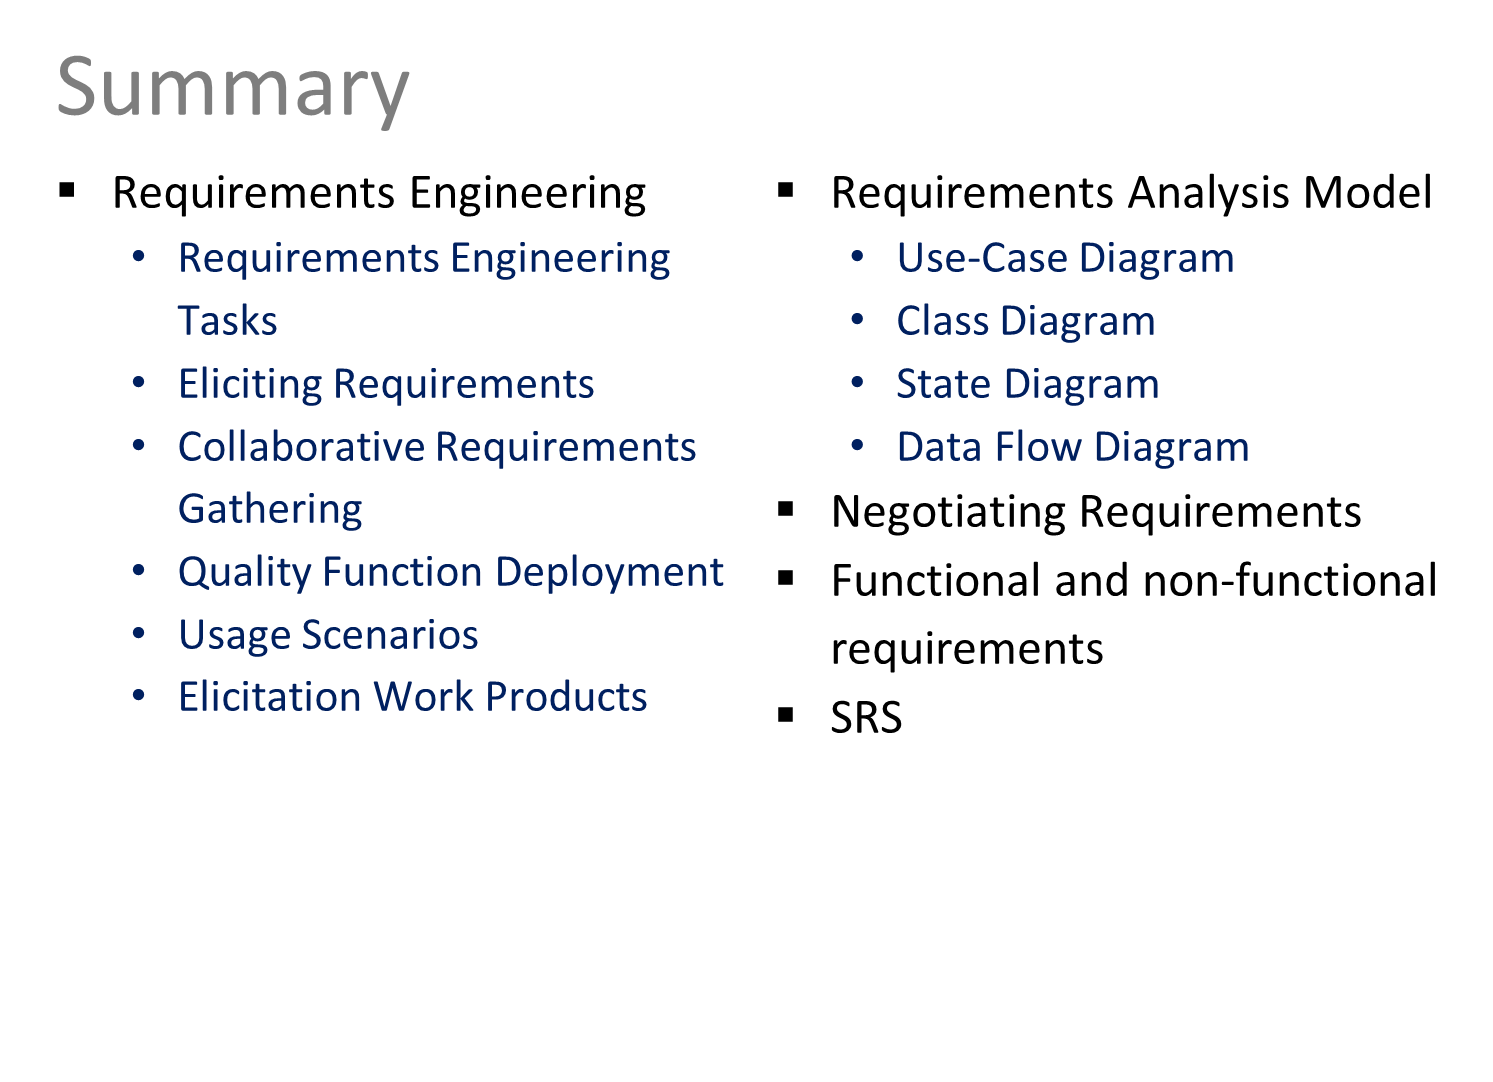 Summary
▪ Requirements Engineering
• Requirements Engineering
Tasks
• Eliciting Requirements
• Collaborative Requirements
Gathering
• Quality Function Deployment
• Usage Scenarios
• Elicitation Work Products
▪ Requirements Analysis Model
• Use-Case Diagram
• Class Diagram
• State Diagram
• Data Flow Diagram
▪ Negotiating Requirements
▪ Functional and non-functional
requirements
▪ SRS